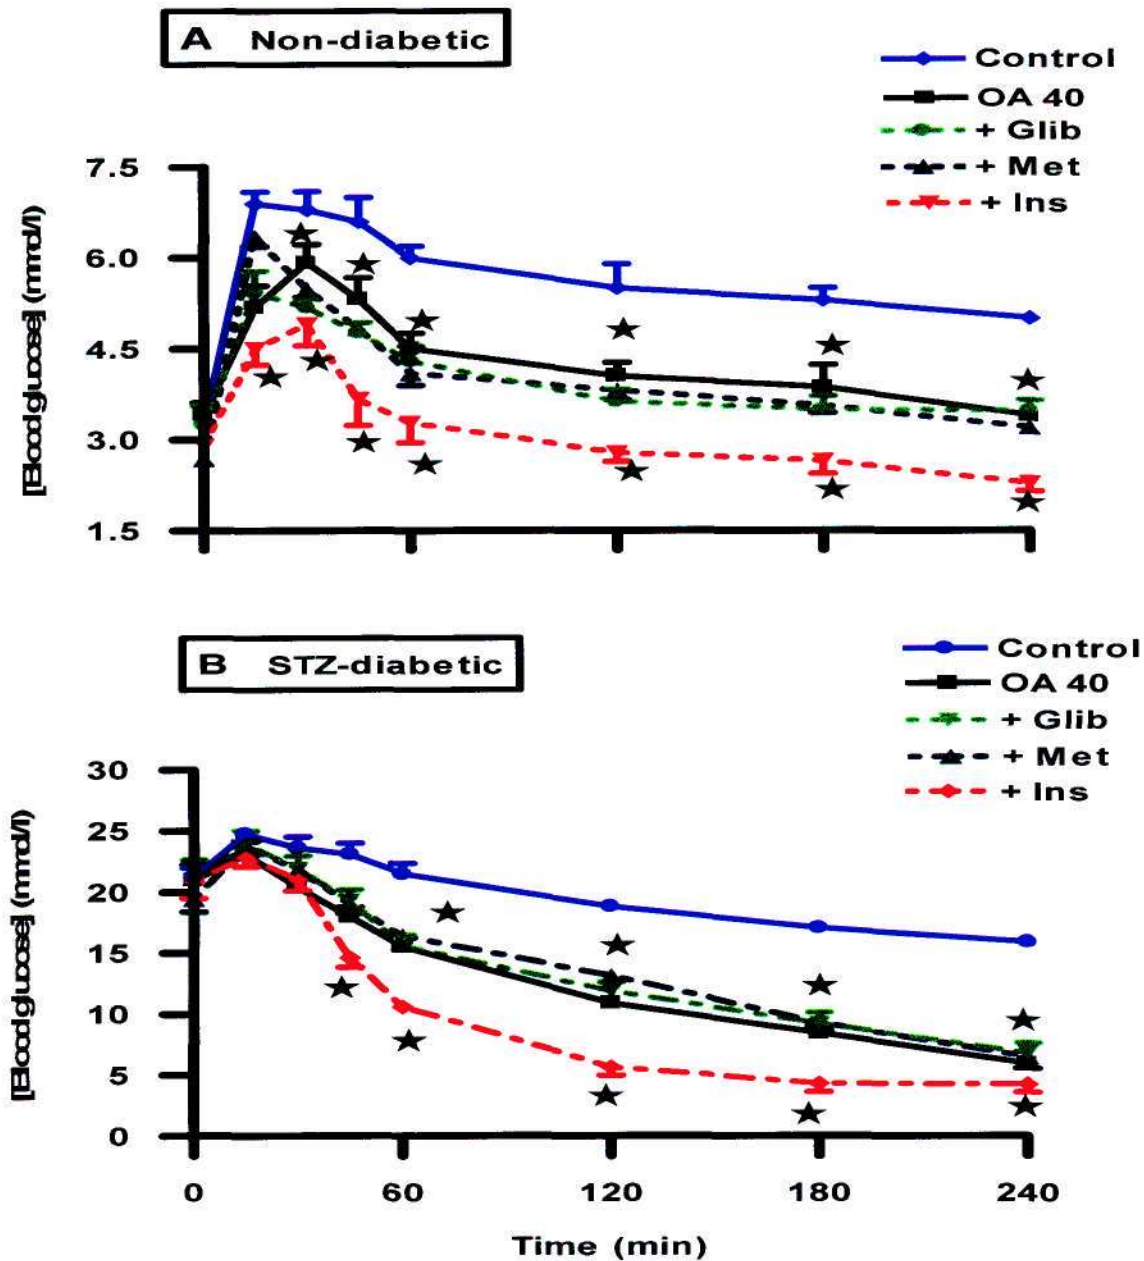 A Non-diabetic
Control
OA 40
+ Glib
+ Met
+ Ins
7.5
6.0
4.5
3.0
1.5
[Blood glucose] (mmol/l)
B STZ-diabetic
Control
OA 40
+ Glib
+ Met
+ Ins
30
25
20
15
10
5
0
[Blood glucose] (mmol/l)
0 60 120 180 240
Time (min)